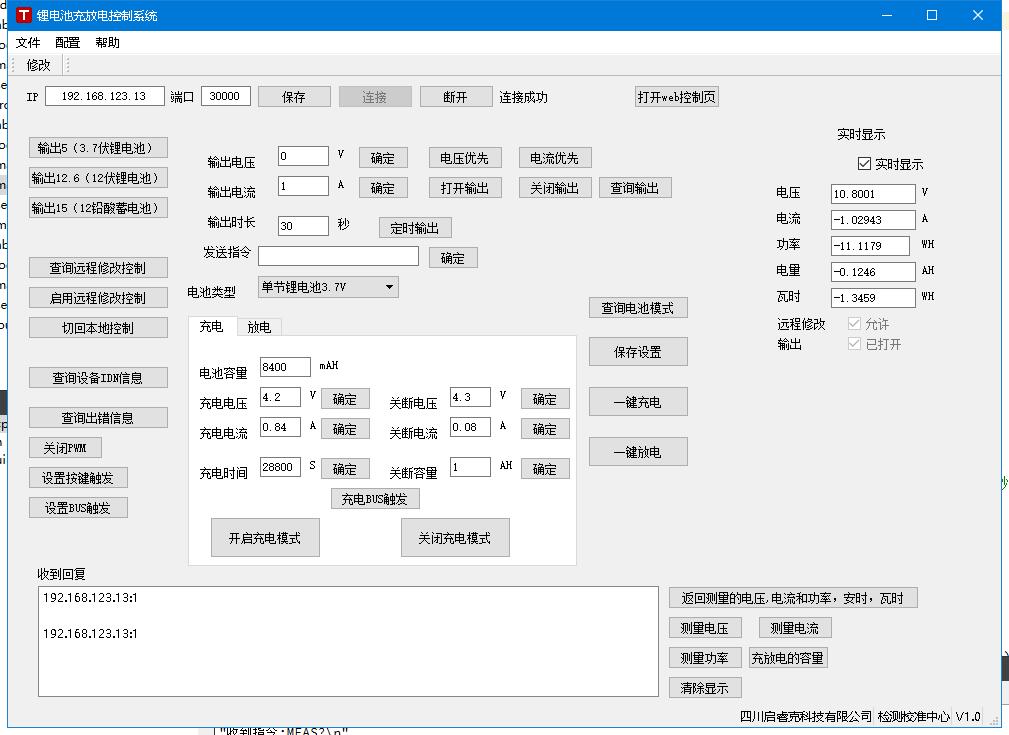 锂电池充放电控制系统
文件 配置 帮助
修改
IP 192.168.123.13 端口 30000 保存 连接 断开 连接成功 打开web控制页
实时显示
输出5（3.7伏锂电池） 输出电压 0 V 确定 电压优先 电流优先 实时显示
输出12.6（12伏锂电池） 输出电流 1 A 确定 打开输出 关闭输出 查询输出 电压 10.8001 V
输出15（12铅酸蓄电池） 输出时长 30 秒 定时输出 电流 -1.02943 A
发送指令 确定 功率 -11.1179 WH
查询远程修改控制 电量 -0.1246 AH
启用远程修改控制 电池类型 单节锂电池3.7V 瓦时 -1.3459 WH
查询电池模式
切回本地控制 充电 放电 远程修改 允许
输出 已打开
保存设置
电池容量 8400 mAH
查询设备IDN信息 充电电压 4.2 V 确定 关断电压 4.3 V 确定 一键充电
查询出错信息 充电电流 0.84 A 确定 关断电流 0.08 A 确定
关闭PWM 一键放电
设置按键触发 充电时间 28800 S 确定 关断容量 1 AH 确定
设置BUS触发 充电BUS触发
开启充电模式 关闭充电模式
收到回复
192.168.123.13:1
192.168.123.13:1
返回测量的电压,电流和功率，安时，瓦时
测量电压 测量电流
测量功率 充放电的容量
清除显示
四川启睿克科技有限公司 检测校准中心 V1.0
"收到指令:MEAS?\n"